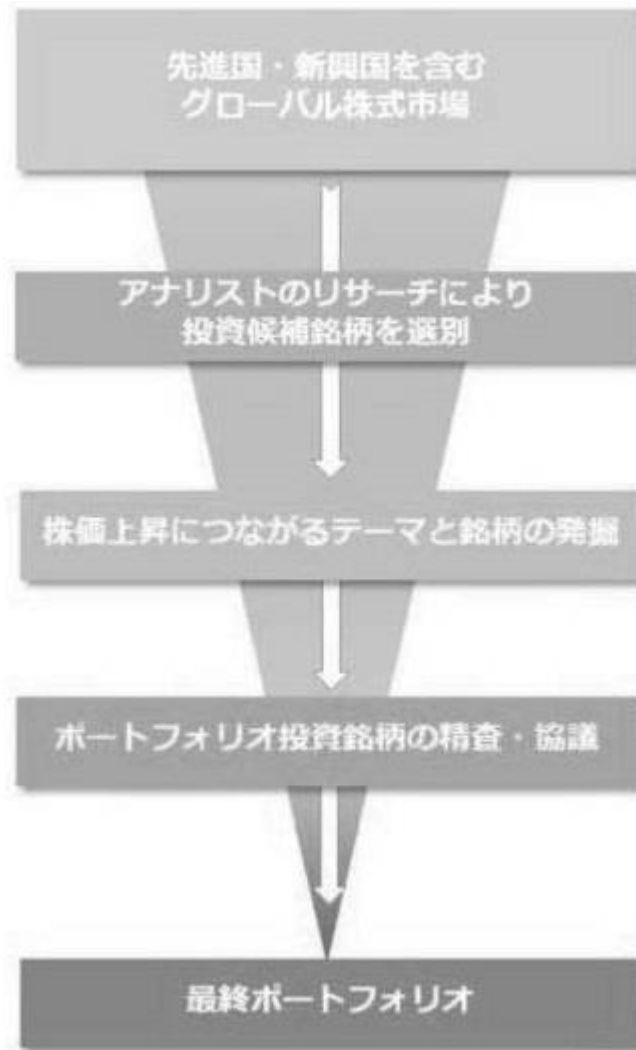 先進国・新興国を含む
グローバル株式市場
アナリストのリサーチにより
投資候補銘柄を選別
株価上昇につながるテーマと銘柄の発掘
ポートフォリオ投資銘柄の精査・協議
最終ポートフォリオ